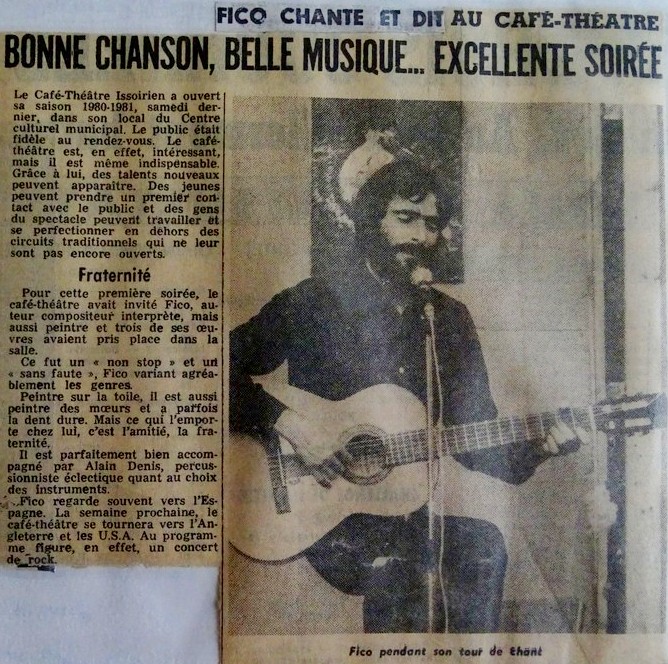 FICO CHANTE ET DIT AU CAFÉ-THÉATRE
BONNE CHANSON, BELLE MUSIQUE... EXCELLENTE SOIRÉE
Le Café-Théâtre Issoirien a ouvert
sa saison 1980-1981, samedi der-
nier, dans son local du Centre
culturel municipal. Le public était
fidèle au rendez-vous. Le café-
théâtre est, en effet, intéressant,
mais il est même indispensable.
Grâce à lui, des talents nouveaux
peuvent apparaître. Des jeunes
peuvent prendre un premier con-
tact avec le public et des gens
du spectacle peuvent travailler et
se perfectionner en dehors des
circuits traditionnels qui ne leur
sont pas encore ouverts.
Fraternité
Pour cette première soirée, le
café-théâtre avait invité Fico, au-
teur compositeur interprète, mais
aussi peintre et trois de ses œu-
vres avaient pris place dans la
salle.
Ce fut un « non stop » et un
« sans faute », Fico variant agréa-
blement les genres.
Peintre sur la toile, il est aussi
peintre des mœurs et a parfois
la dent dure. Mais ce qui l'empor-
te chez lui, c'est l'amitié, la fra-
ternité.
Il est parfaitement bien accom-
pagné par Alain Denis, percus-
sionniste éclectique quant au choix
des instruments.
Fico regarde souvent vers l'Es-
pagne. La semaine prochaine, le
café-théâtre se tournera vers l'An-
gleterre et les U.S.A. Au program-
me figure, en effet, un concert
de rock.
Fico pendant son tour de chant